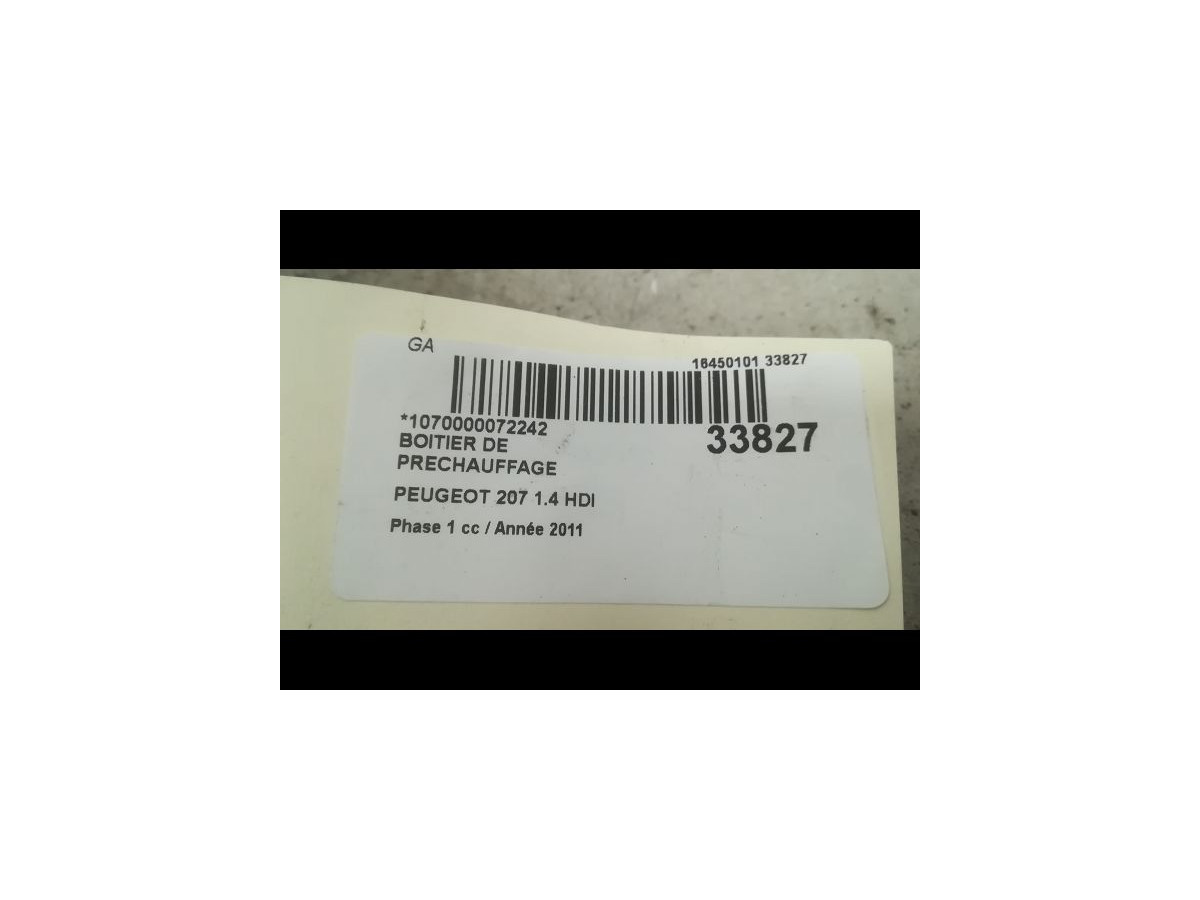 GA
16450101 33827
*1070000072242
33827
BOITIER DE
PRECHAUFFAGE
PEUGEOT 207 1.4 HDI
Phase 1 cc / Année 2011